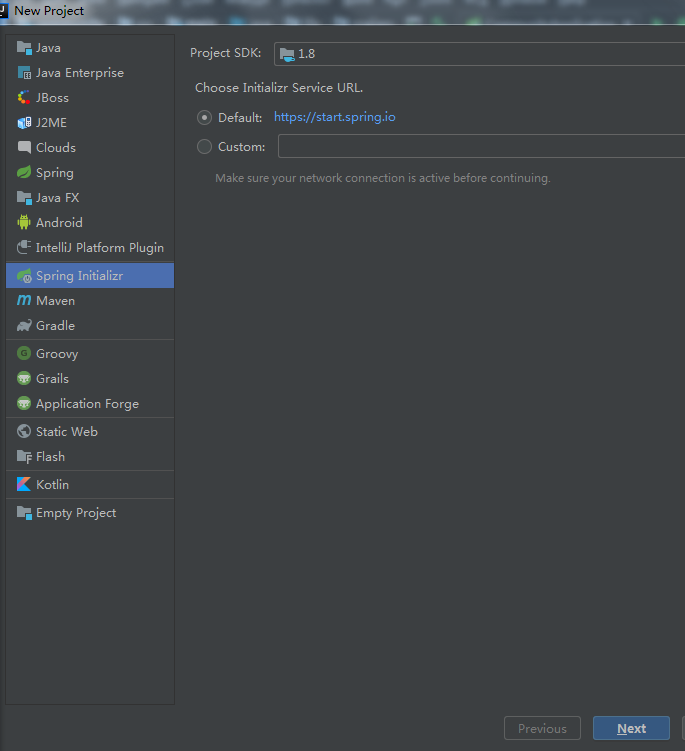 New Project
Java
Java Enterprise
JBoss
J2ME
Clouds
Spring
Java FX
Android
IntelliJ Platform Plugin
Spring Initializr
Maven
Gradle
Groovy
Grails
Application Forge
Static Web
Flash
Kotlin
Empty Project
Project SDK: 1.8
Choose Initializr Service URL.
Default: https://start.spring.io
Custom:
Make sure your network connection is active before continuing.
Previous Next